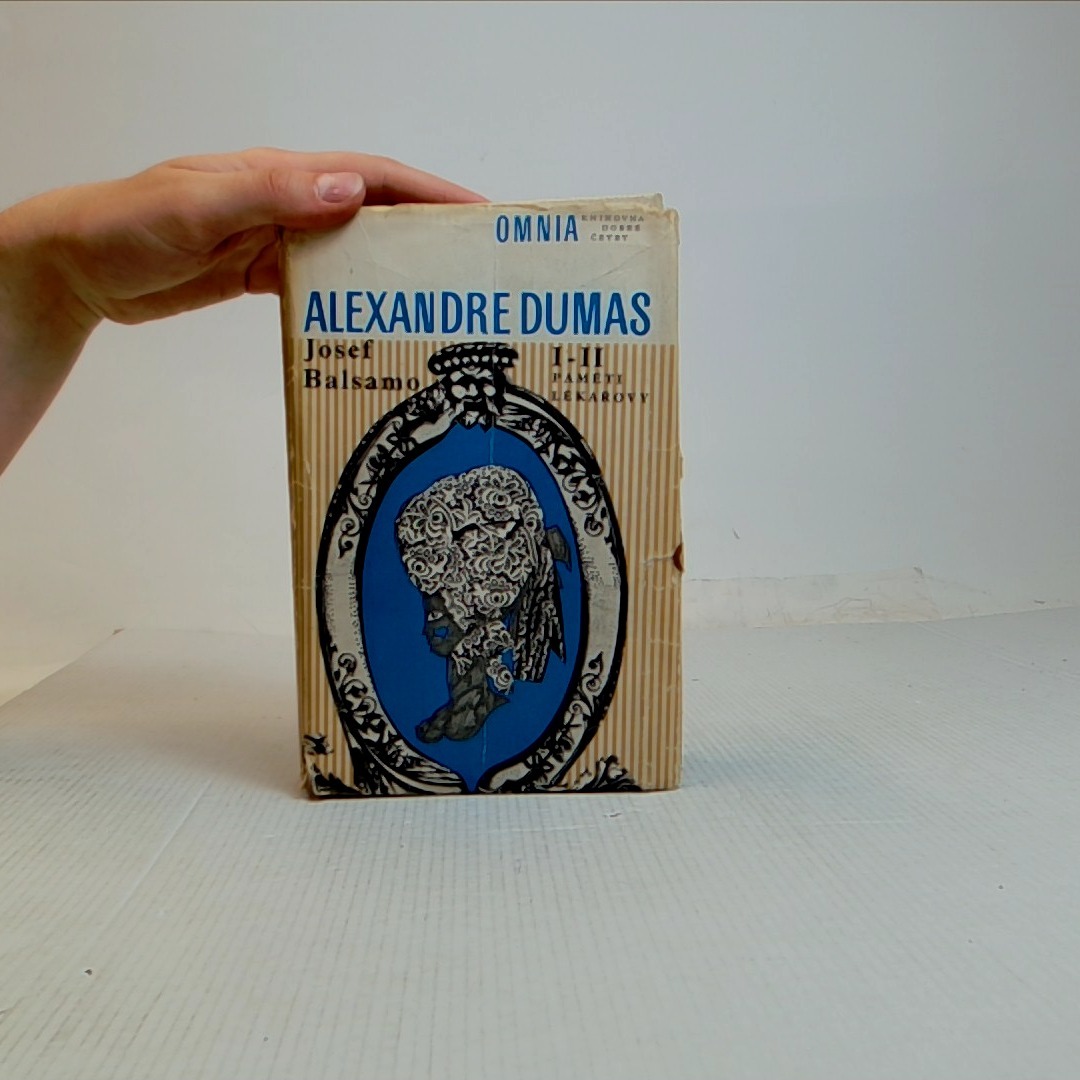 OMNIA KNIHOVNA
DOBRÉ
ČETBY
ALEXANDRE DUMAS
Josef
Balsamo
I-II
PAMĚTI
LÉKAŘOVY